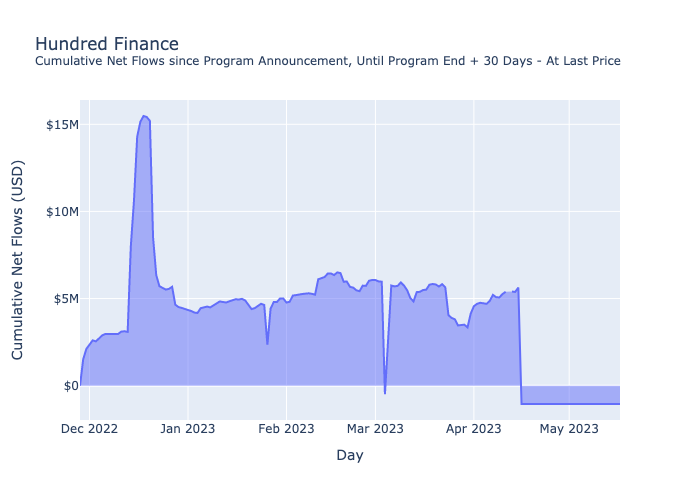 Hundred Finance
Cumulative Net Flows since Program Announcement, Until Program End + 30 Days - At Last Price
Cumulative Net Flows (USD)
$15M
$10M
$5M
$0
Dec 2022 Jan 2023 Feb 2023 Mar 2023 Apr 2023 May 2023
Day